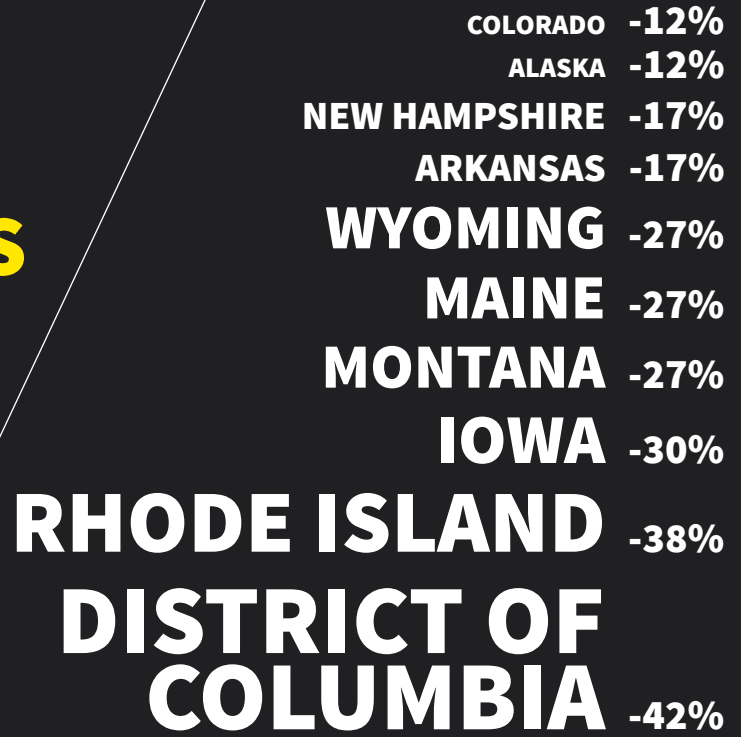 COLORADO -12%
ALASKA -12%
NEW HAMPSHIRE -17%
ARKANSAS -17%
WYOMING -27%
S
MAINE -27%
MONTANA -27%
IOWA -30%
RHODE ISLAND -38%
DISTRICT OF
COLUMBIA -42%